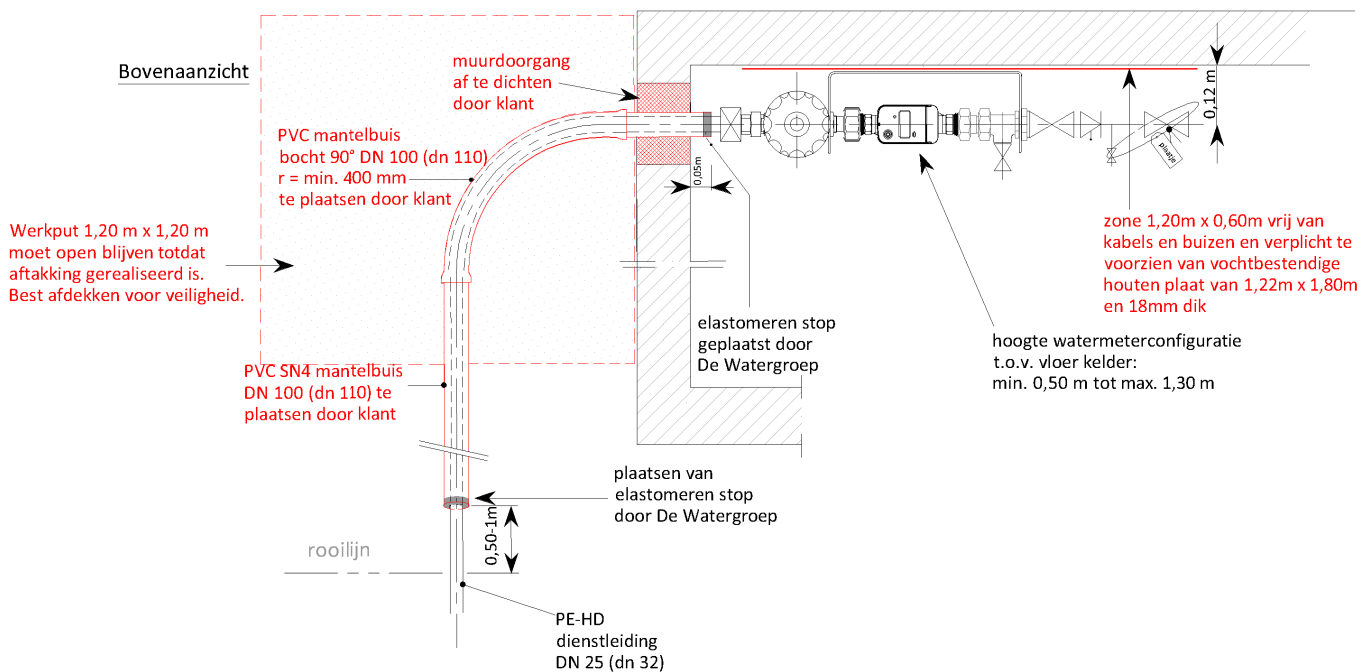 Bovenaanzicht
muurdoorgang
af te dichten
door klant
PVC mantelbuis
bocht 90° DN 100 (dn 110)
r = min. 400 mm
te plaatsen door klant
Werkput 1,20 m x 1,20 m
moet open blijven totdat
aftakking gerealiseerd is.
Best afdekken voor veiligheid.
PVC SN4 mantelbuis
DN 100 (dn 110) te
plaatsen door klant
0,05m
0,12 m
plaatje
zone 1,20m x 0,60m vrij van
kabels en buizen en verplicht te
voorzien van vochtbestendige
houten plaat van 1,22m x 1,80m
en 18mm dik
elastomeren stop
geplaatst door
De Watergroep
hoogte watermeterconfiguratie
t.o.v. vloer kelder:
min. 0,50 m tot max. 1,30 m
plaatsen van
elastomeren stop
door De Watergroep
0,50-1m
rooilijn
PE-HD
dienstleiding
DN 25 (dn 32)